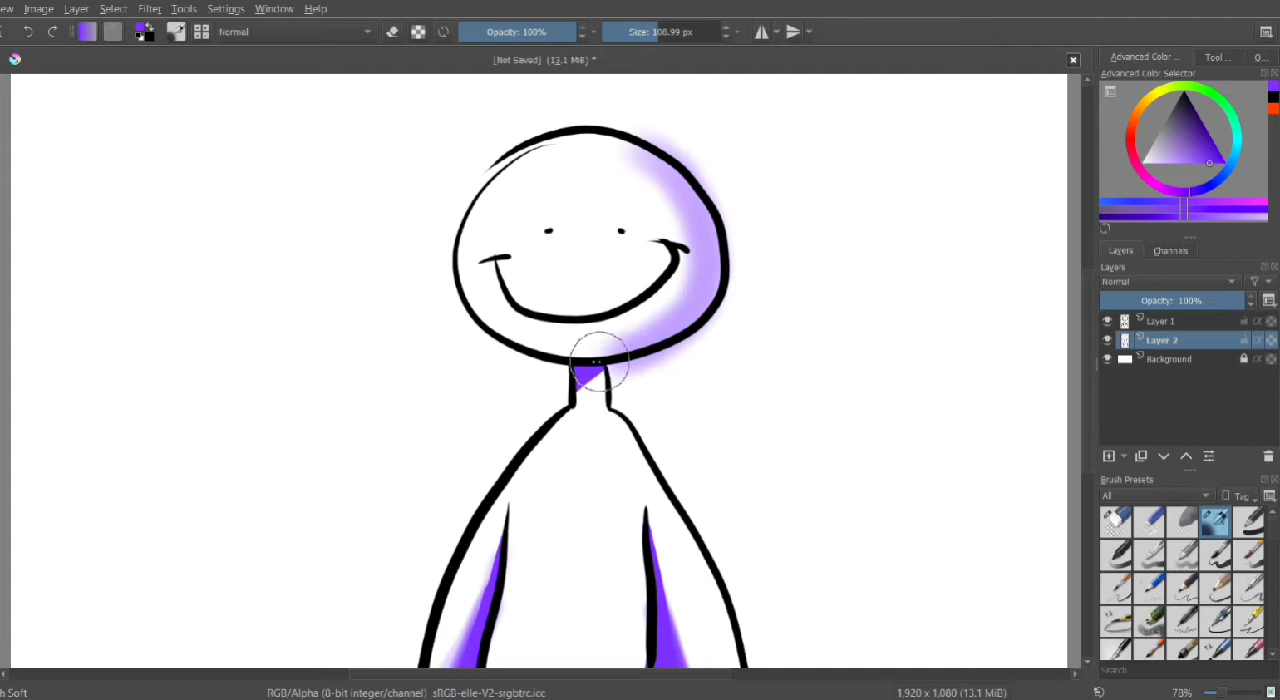 ew Image Layer Select Filter Tools Settings Window Help
Normal Opacity: 100% Size: 108.99 px
[Not Saved] (13.1 MiB) *
Advanced Color ... Tool ... Q...
Advanced Color Selector
Layers Channels
Layers
Normal
Opacity: 100%
Layer 1
Layer 2
Background
Brush Presets
All Tag
Search
h Soft RGB/Alpha (8-bit integer/channel) sRGB-elle-V2-srgbtrc.icc 1,920 x 1,080 (13.1 MiB) 78%